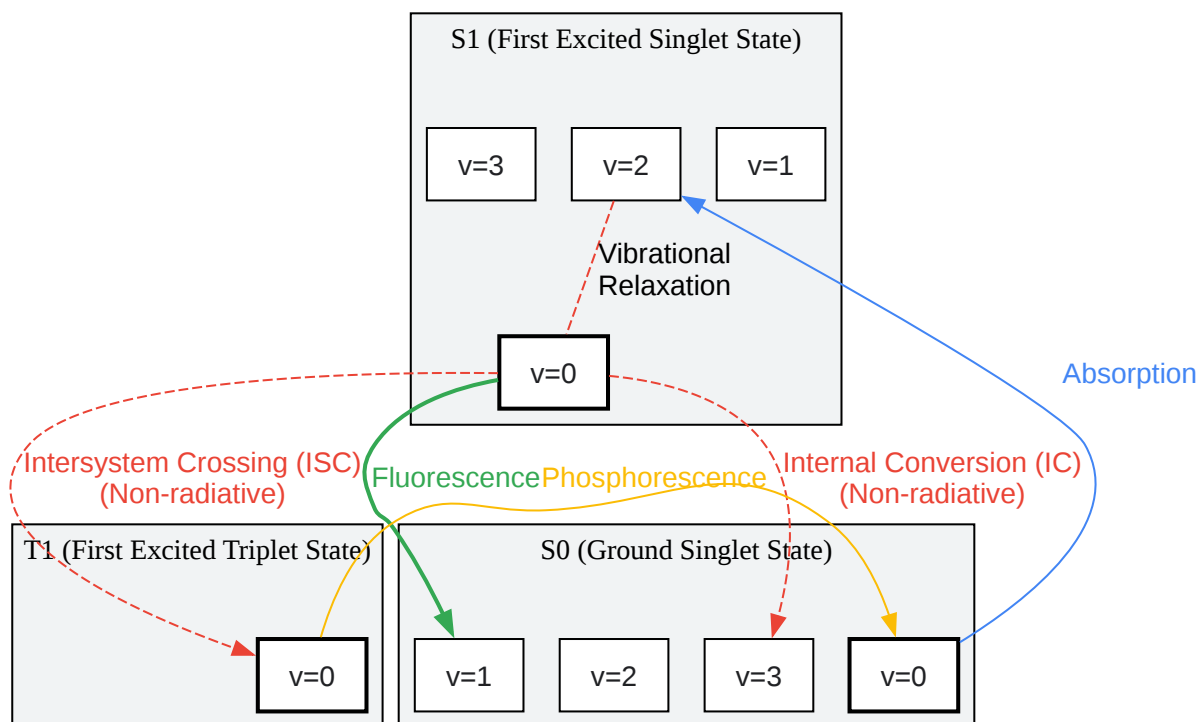 S1 (First Excited Singlet State)
v=3
v=2
v=1
Vibrational
Relaxation
v=0
Absorption
Intersystem Crossing (ISC)
(Non-radiative)
Fluorescence
Phosphorescence
Internal Conversion (IC)
(Non-radiative)
T1 (First Excited Triplet State)
S0 (Ground Singlet State)
v=0
v=1
v=2
v=3
v=0